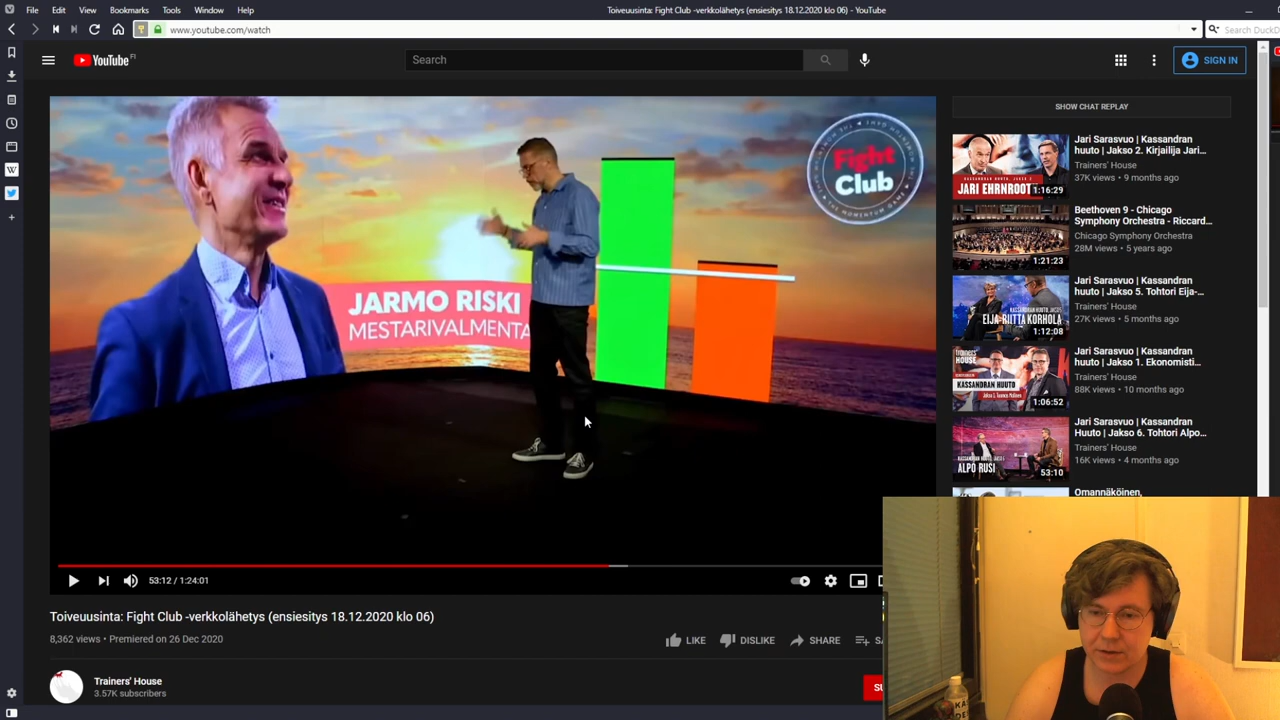 File Edit View Bookmarks Tools Window Help
Toiveuusinta: Fight Club -verkkolähetys (ensiesitys 18.12.2020 klo 06) - YouTube
www.youtube.com/watch
Search DuckD
YouTube FI
Search
SIGN IN
Fight
Club
JARMO RISKI
MESTARIVALMENTA
53:12 / 1:24:01
Toiveuusinta: Fight Club -verkkolähetys (ensiesitys 18.12.2020 klo 06)
8,362 views • Premiered on 26 Dec 2020
LIKE
DISLIKE
SHARE
SA
Trainers' House
3.57K subscribers
SU
SHOW CHAT REPLAY
JARI EHRNROOT
1:16:29
Jari Sarasvuo | Kassandran
huuto | Jakso 2. Kirjailija Jari...
Trainers' House
37K views • 9 months ago
1:21:23
Beethoven 9 - Chicago
Symphony Orchestra - Riccard...
Chicago Symphony Orchestra
28M views • 5 years ago
EIJA-RIITTA KORHOLA
1:12:08
Jari Sarasvuo | Kassandran
huuto | Jakso 5. Tohtori Eija-...
Trainers' House
27K views • 5 months ago
KASSANDRAN HUUTO
1:06:52
Jari Sarasvuo | Kassandran
huuto | Jakso 1. Ekonomisti...
Trainers' House
88K views • 10 months ago
ALPO RUSI
53:10
Jari Sarasvuo | Kassandran
Huuto | Jakso 6. Tohtori Alpo...
Trainers' House
16K views • 4 months ago
Omannäköinen,